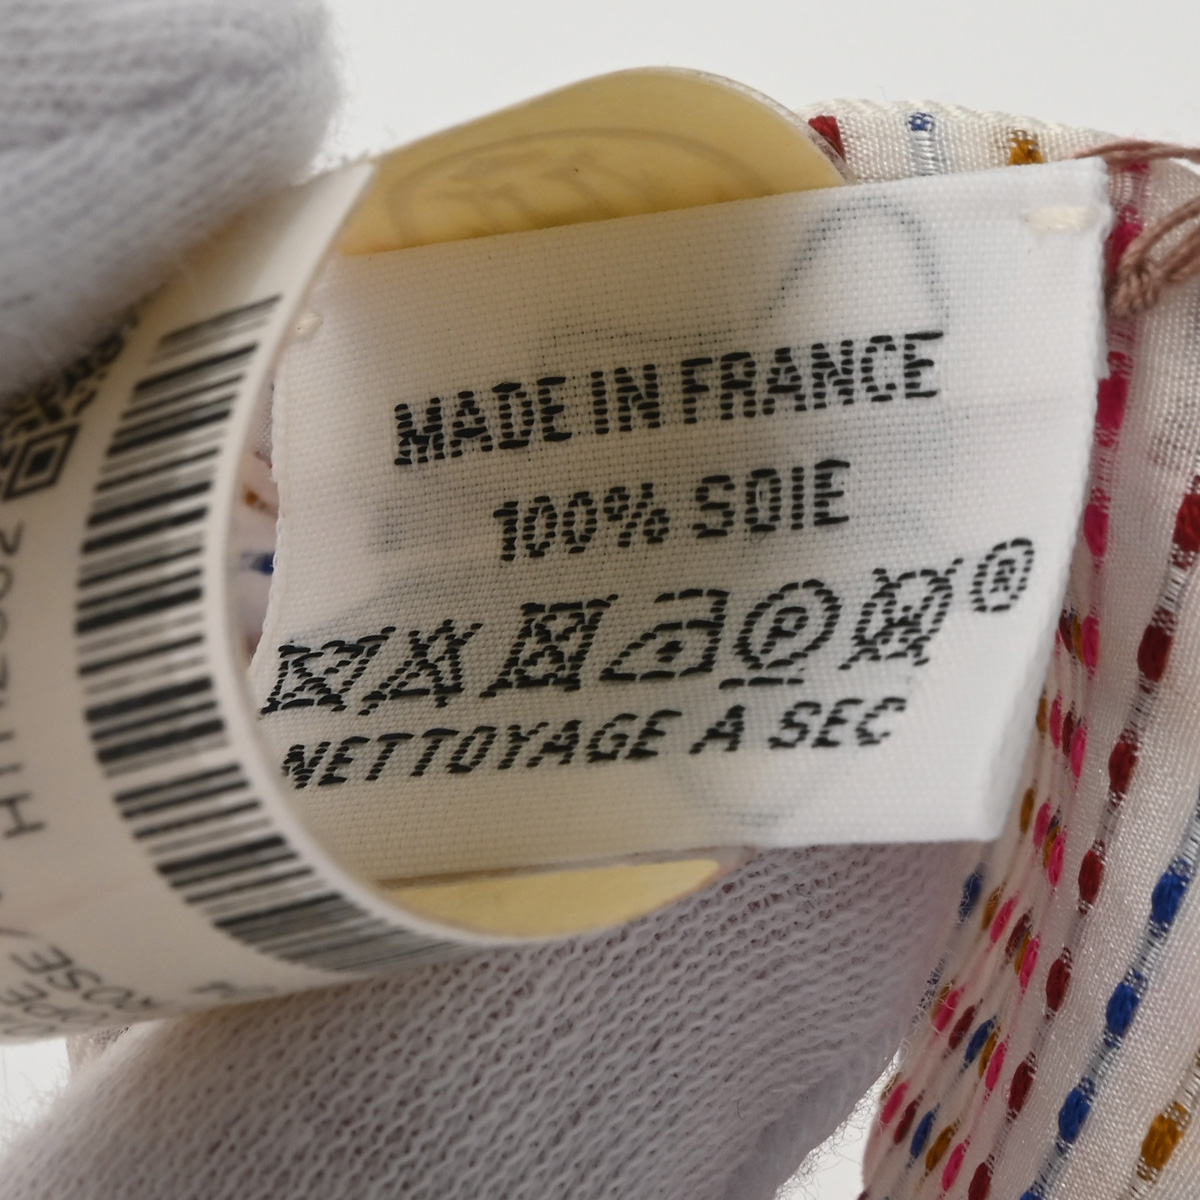 MADE IN FRANCE
100% SOIE
P ®
NETTOYAGE A SEC